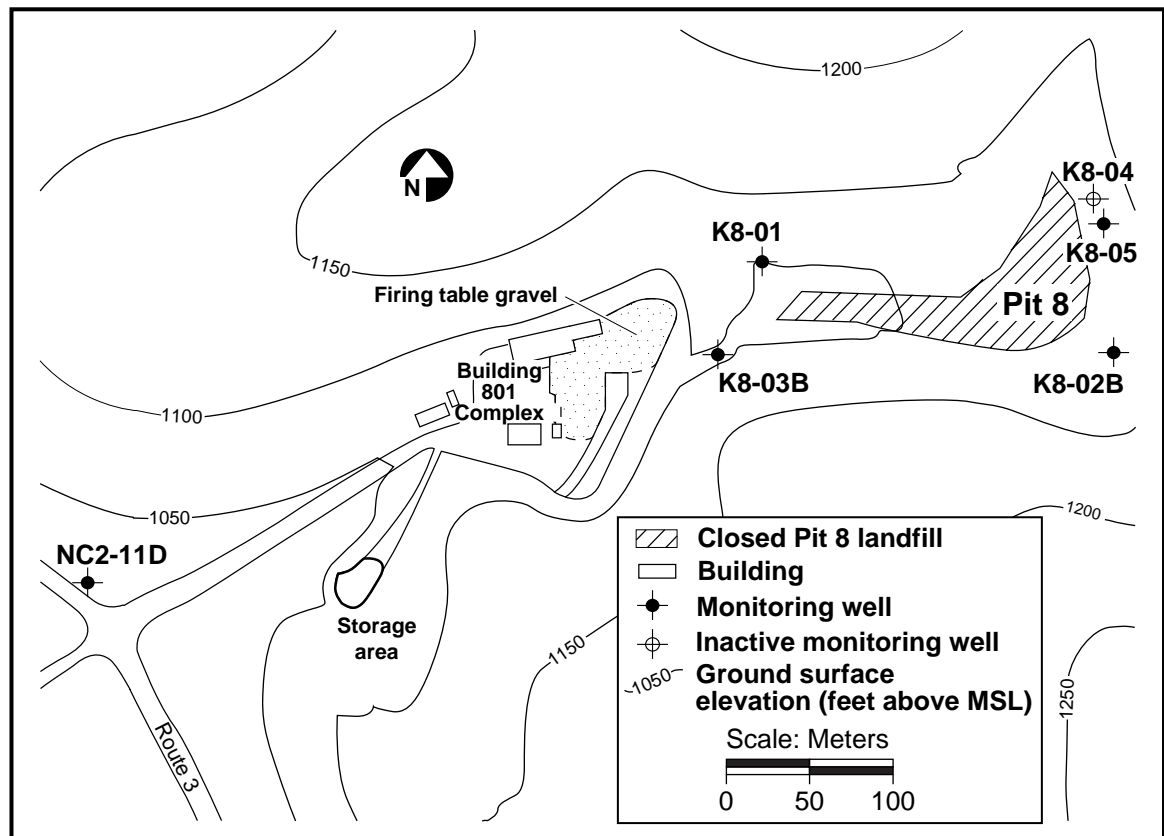 1200
K8-04
N
K8-01
K8-05
1150
Firing table gravel
Pit 8
Building
801
Complex
K8-03B
K8-02B
1100
1050
1200
NC2-11D
Storage
area
1150
Route 3
1250
Closed Pit 8 landfill
Building
Monitoring well
Inactive monitoring well
1050
Ground surface
elevation (feet above MSL)
Scale: Meters
0 50 100